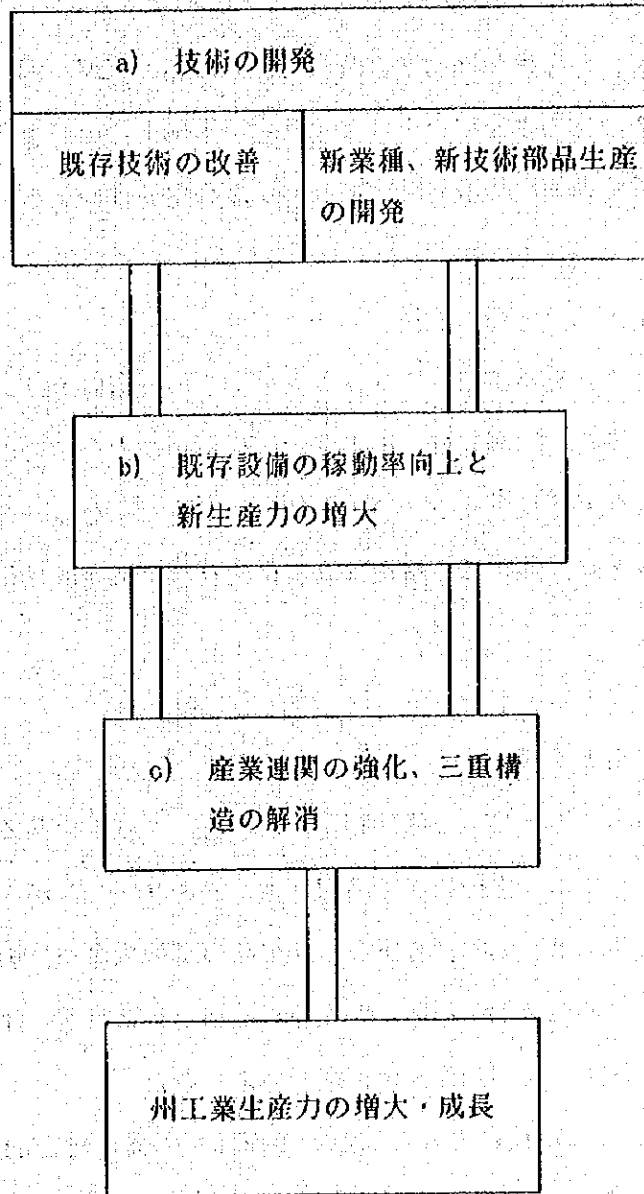 a) 技術の開発
既存技術の改善
新業種、新技術部品生産
の開発
b) 既存設備の稼動率向上と
新生産力の増大
c) 産業連関の強化、三重構
造の解消
州工業生産力の増大・成長